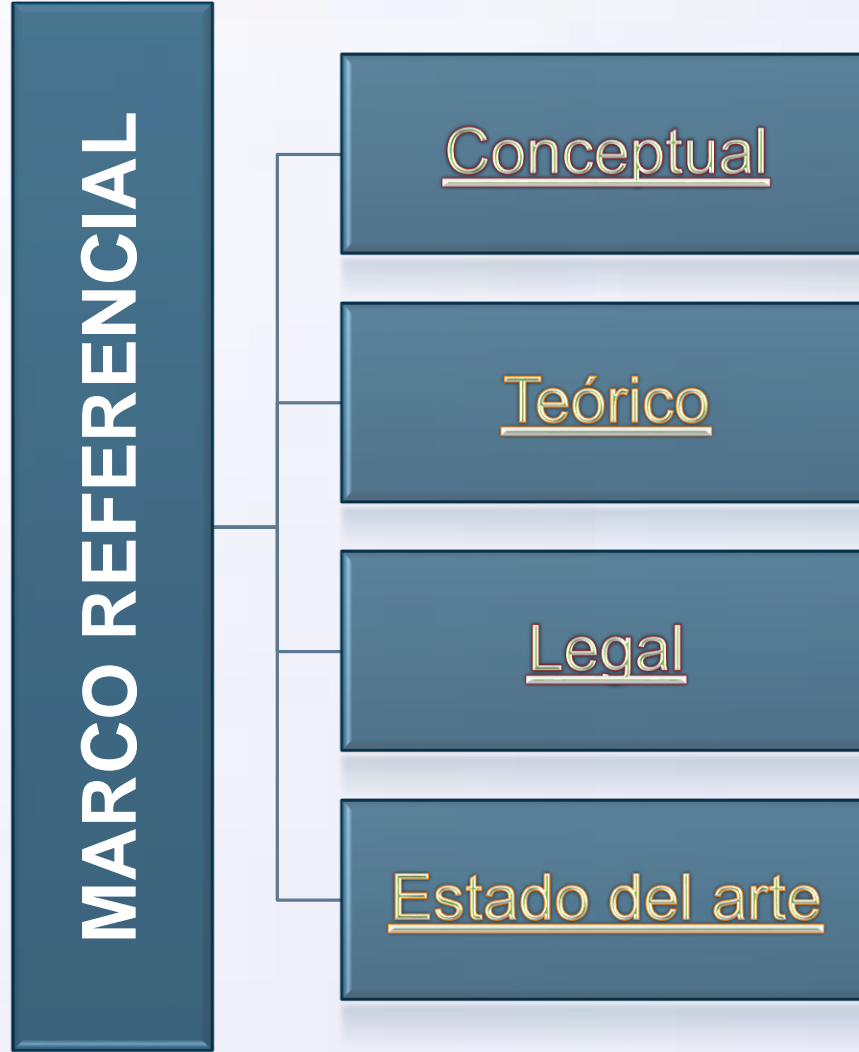 MARCO REFERENCIAL
Conceptual
Teórico
Legal
Estado del arte